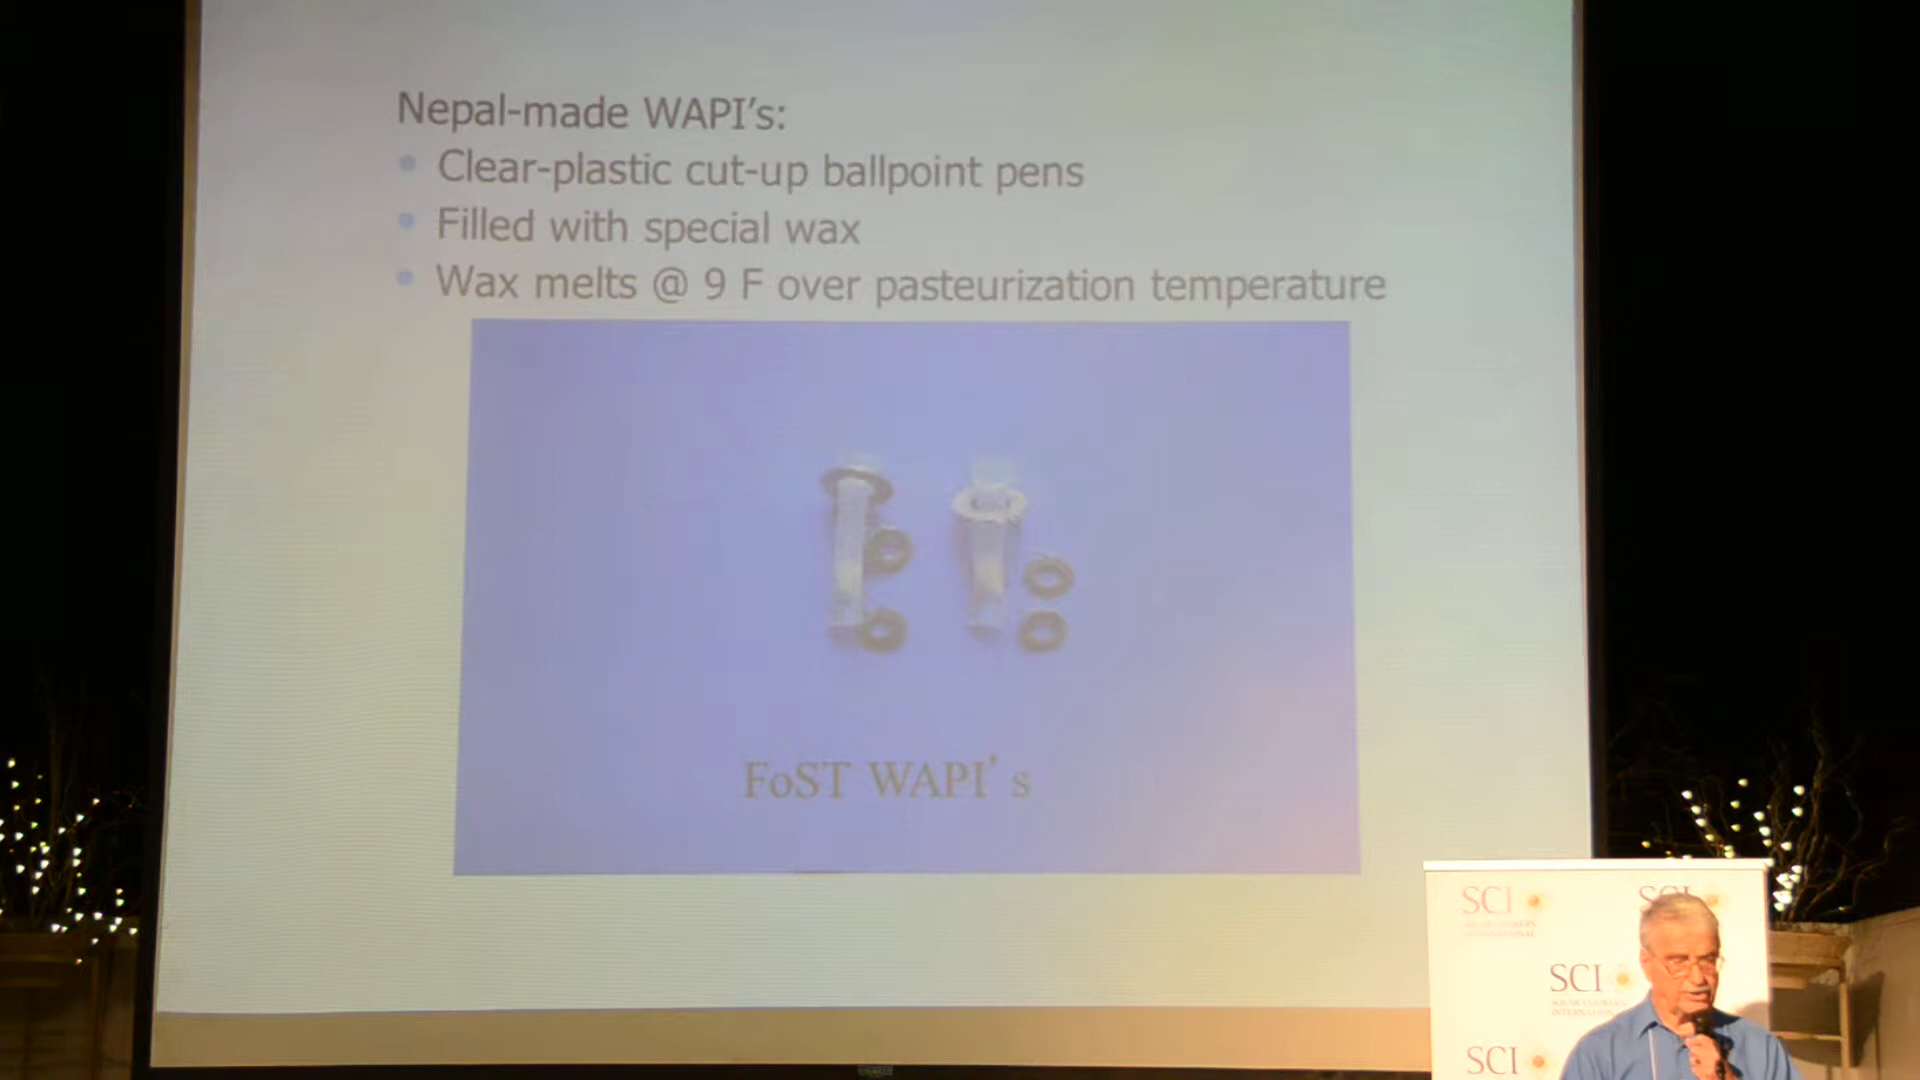 Nepal-made WAPI's:
• Clear-plastic cut-up ballpoint pens
• Filled with special wax
• Wax melts @ 9 F over pasteurization temperature
FoST WAPI's
SCI
SCI
SCI
SCI